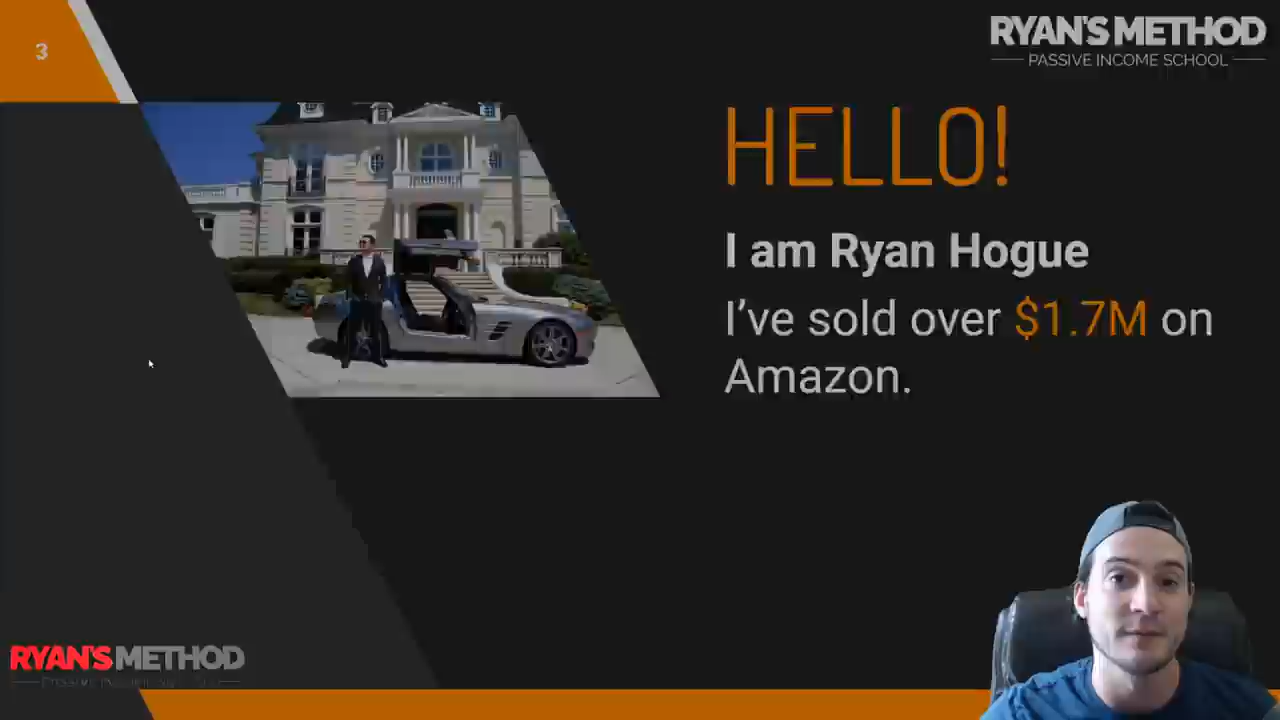 3
RYAN'S METHOD
PASSIVE INCOME SCHOOL
HELLO!
I am Ryan Hogue
I've sold over $1.7M on
Amazon.
RYAN'S METHOD